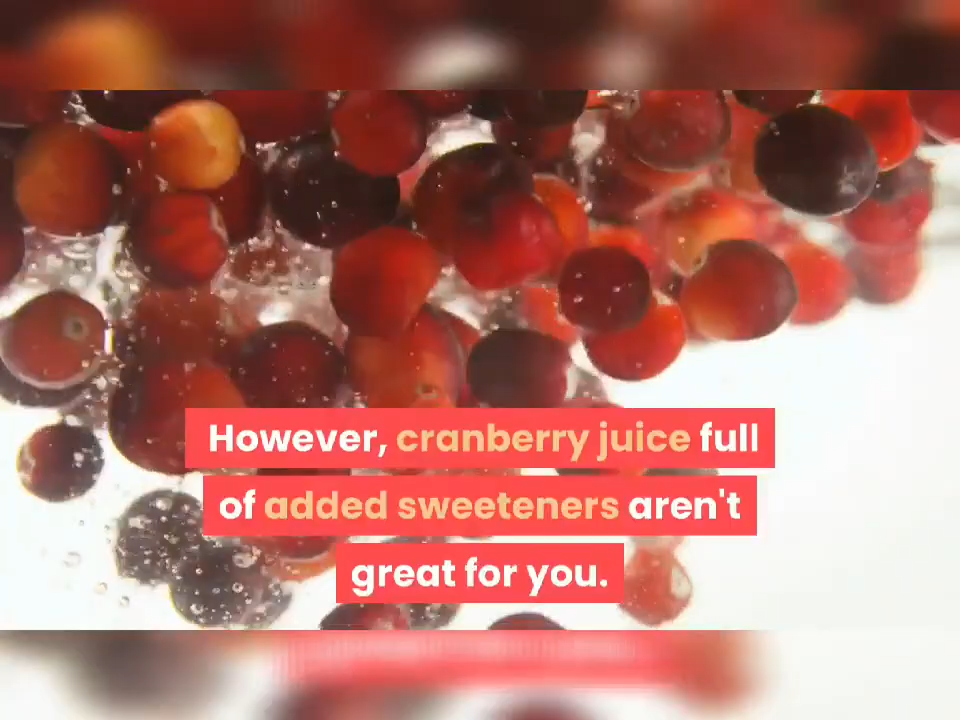 However, cranberry juice full
of added sweeteners aren't
great for you.